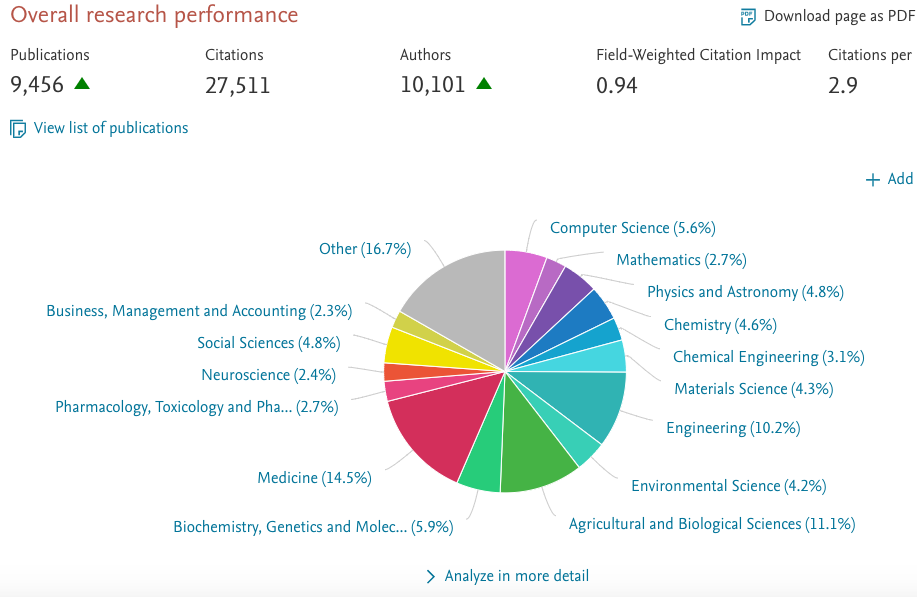 Overall research performance
PDF Download page as PDF
Publications
9,456
Citations
27,511
Authors
10,101
Field-Weighted Citation Impact
0.94
Citations per
2.9
View list of publications
+ Add
Computer Science (5.6%)
Mathematics (2.7%)
Physics and Astronomy (4.8%)
Chemistry (4.6%)
Chemical Engineering (3.1%)
Materials Science (4.3%)
Engineering (10.2%)
Environmental Science (4.2%)
Agricultural and Biological Sciences (11.1%)
Biochemistry, Genetics and Molec... (5.9%)
Medicine (14.5%)
Pharmacology, Toxicology and Pha... (2.7%)
Neuroscience (2.4%)
Social Sciences (4.8%)
Business, Management and Accounting (2.3%)
Other (16.7%)
Analyze in more detail